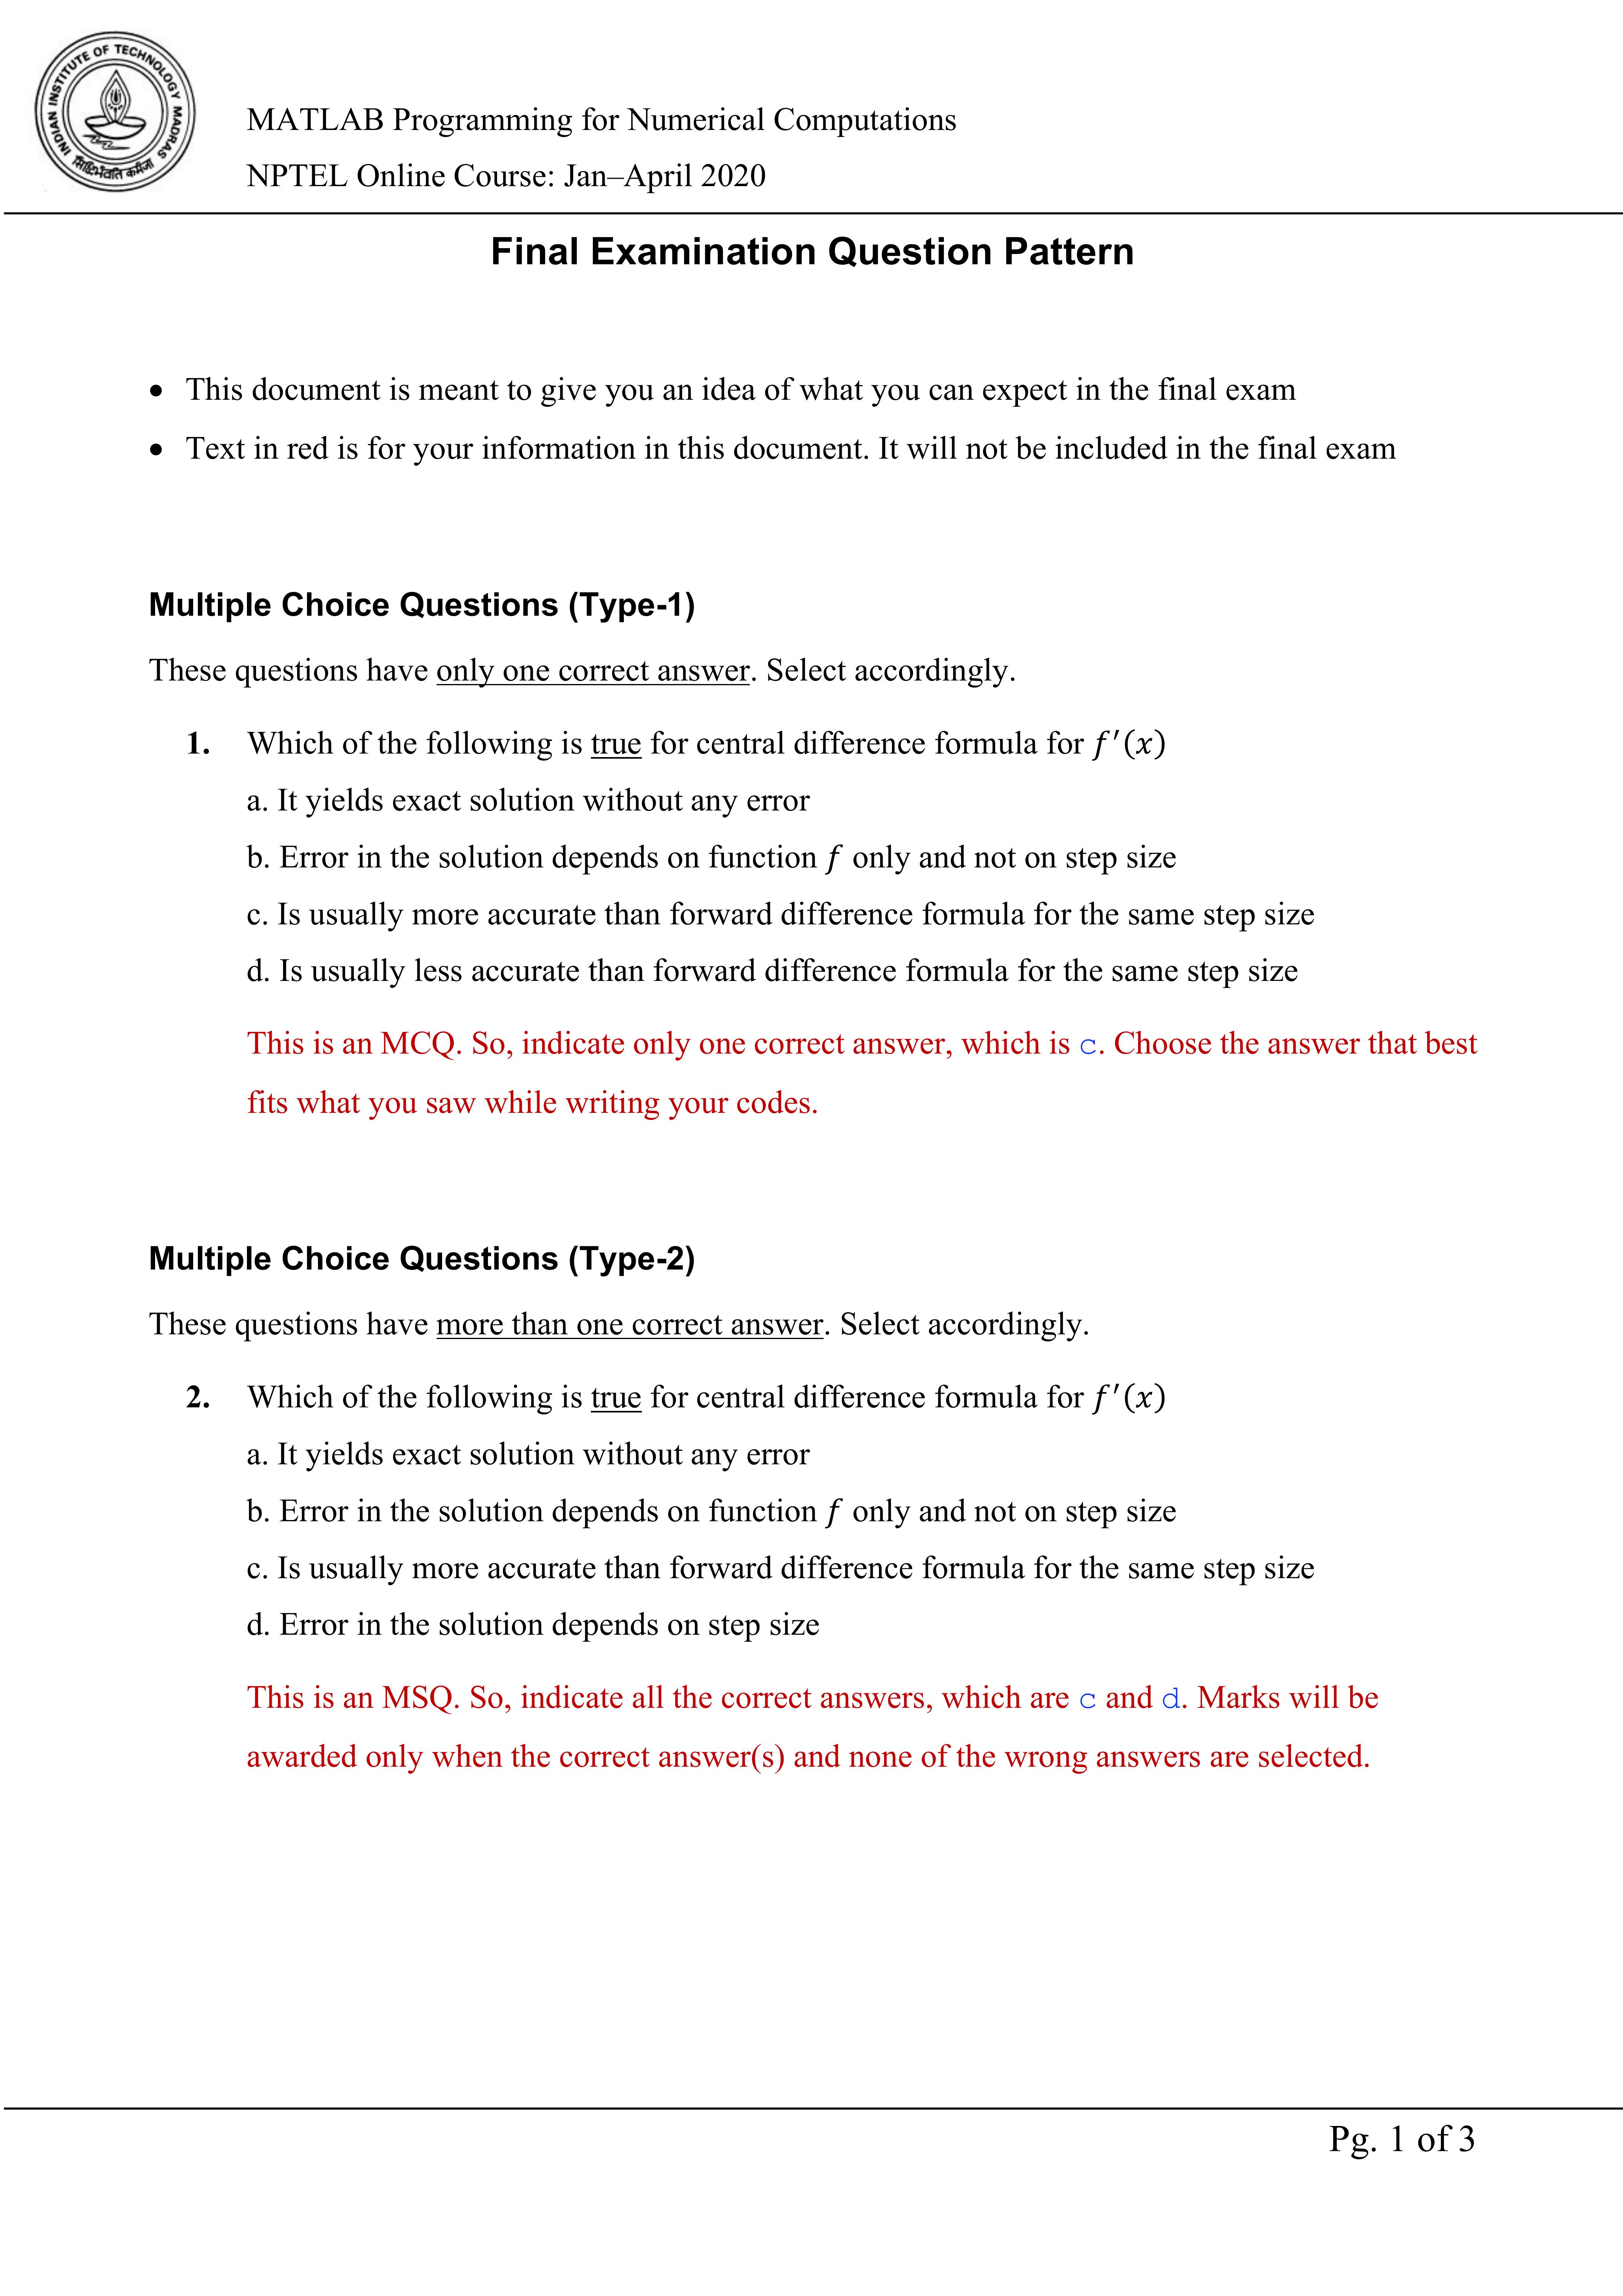 INDIAN INSTITUTE OF TECHNOLOGY MADRAS
सिद्धिर्भवति कर्मजा
MATLAB Programming for Numerical Computations
NPTEL Online Course: Jan–April 2020
Final Examination Question Pattern
• This document is meant to give you an idea of what you can expect in the final exam
• Text in red is for your information in this document. It will not be included in the final exam
Multiple Choice Questions (Type-1)
These questions have only one correct answer. Select accordingly.
1. Which of the following is true for central difference formula for f′(x)
a. It yields exact solution without any error
b. Error in the solution depends on function f only and not on step size
c. Is usually more accurate than forward difference formula for the same step size
d. Is usually less accurate than forward difference formula for the same step size
This is an MCQ. So, indicate only one correct answer, which is c. Choose the answer that best
fits what you saw while writing your codes.
Multiple Choice Questions (Type-2)
These questions have more than one correct answer. Select accordingly.
2. Which of the following is true for central difference formula for f′(x)
a. It yields exact solution without any error
b. Error in the solution depends on function f only and not on step size
c. Is usually more accurate than forward difference formula for the same step size
d. Error in the solution depends on step size
This is an MSQ. So, indicate all the correct answers, which are c and d. Marks will be
awarded only when the correct answer(s) and none of the wrong answers are selected.
Pg. 1 of 3